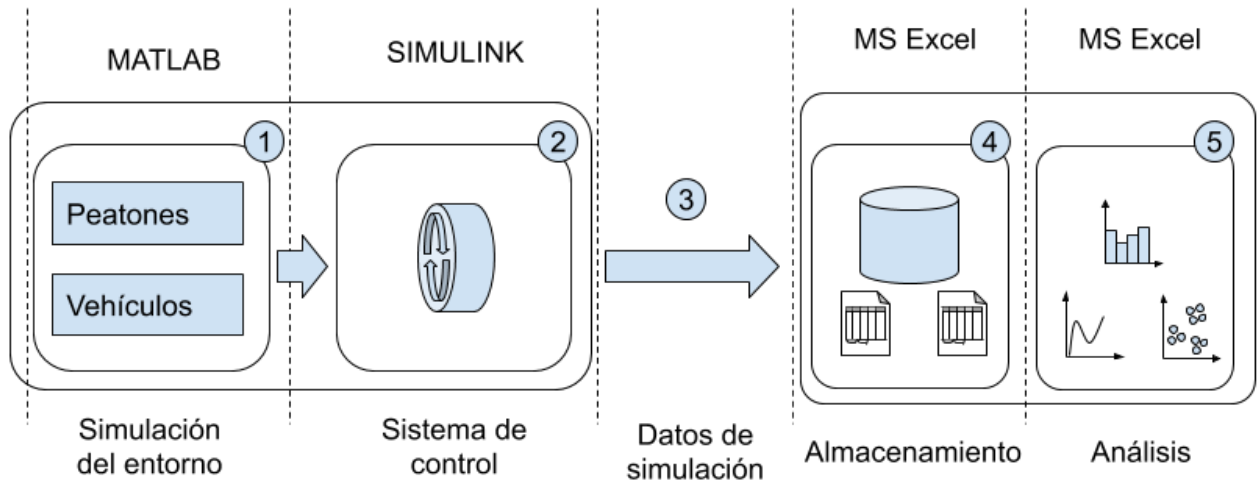 MATLAB
SIMULINK
MS Excel
MS Excel
1
2
3
4
5
Peatones
Vehículos
Simulación
del entorno
Sistema de
control
Datos de
simulación
Almacenamiento
Análisis